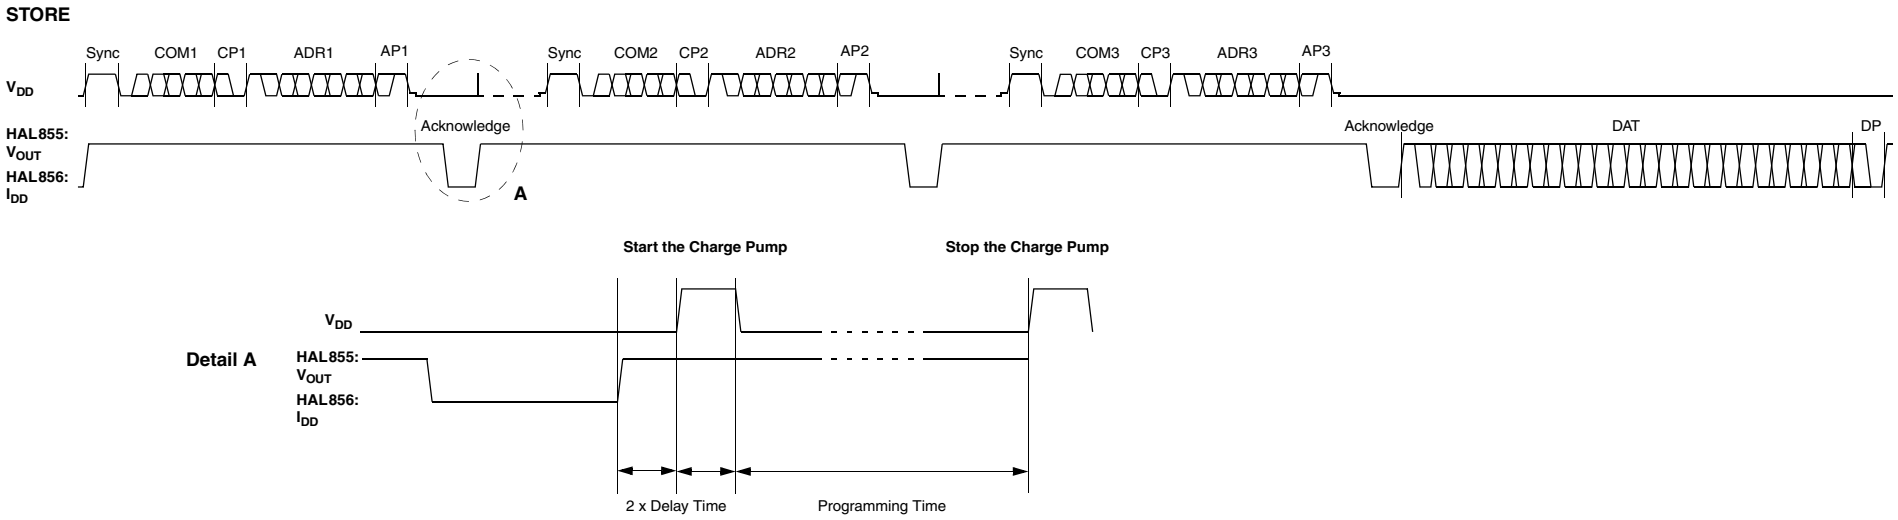 STORE
Sync COM1 CP1 ADR1 AP1 Sync COM2 CP2 ADR2 AP2 Sync COM3 CP3 ADR3 AP3
VDD
HAL855:
VOUT
HAL856:
IDD
Acknowledge
A
Acknowledge DAT DP
Start the Charge Pump Stop the Charge Pump
VDD
Detail A
HAL855:
VOUT
HAL856:
IDD
2 x Delay Time Programming Time